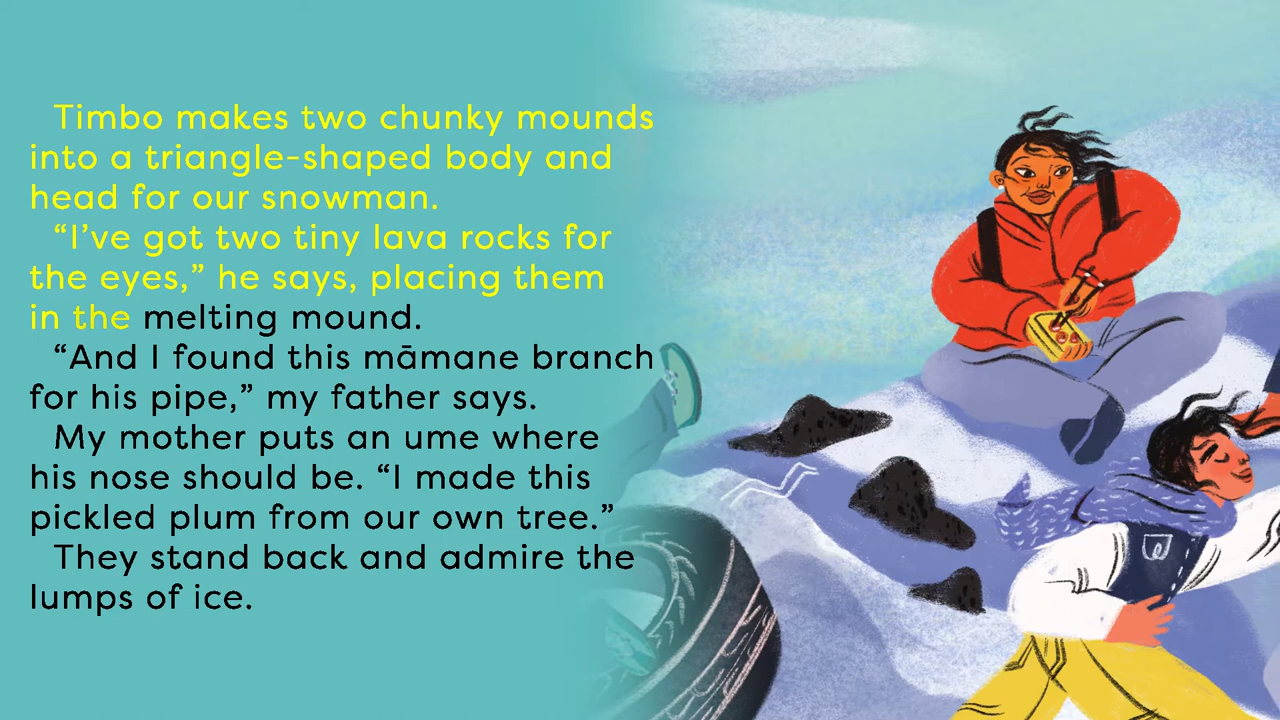 Timbo makes two chunky mounds
into a triangle-shaped body and
head for our snowman.
“I’ve got two tiny lava rocks for
the eyes,” he says, placing them
in the melting mound.
“And I found this māmane branch
for his pipe,” my father says.
My mother puts an ume where
his nose should be. “I made this
pickled plum from our own tree.”
They stand back and admire the
lumps of ice.